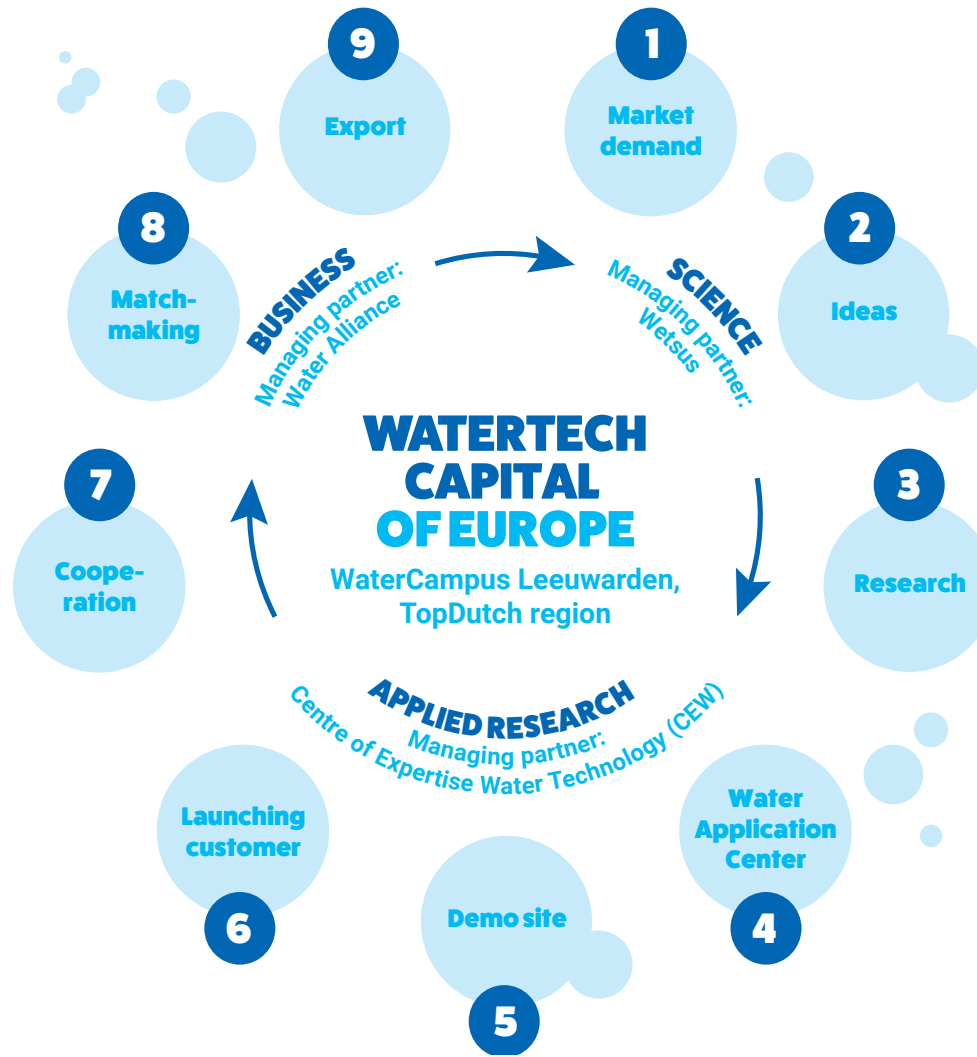 1
Market
demand
2
Ideas
3
Research
4
Water
Application
Center
5
Demo site
6
Launching
customer
7
Coope-
ration
8
Match-
making
9
Export
SCIENCE
Managing partner:
Wetsus
APPLIED RESEARCH
Managing partner:
Centre of Expertise Water Technology (CEW)
BUSINESS
Managing partner:
Water Alliance
WATERTECH
CAPITAL
OF EUROPE
WaterCampus Leeuwarden,
TopDutch region